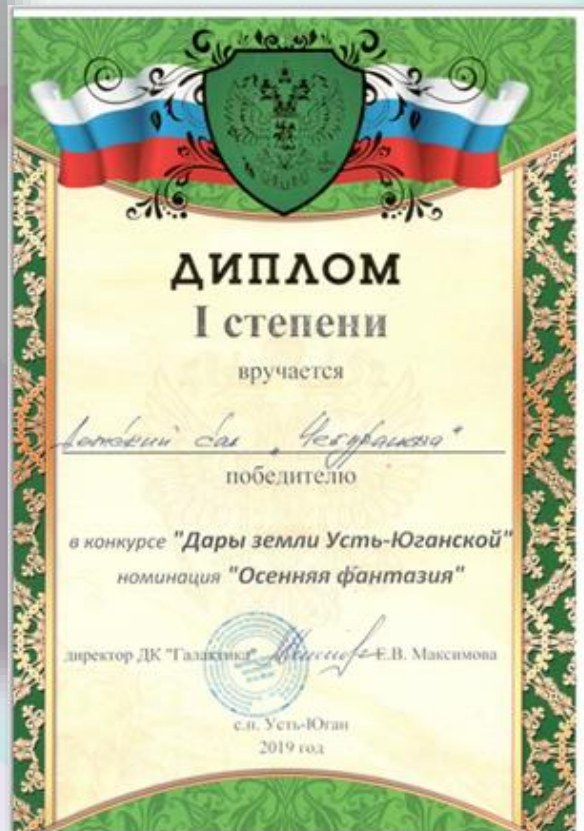 ДИПЛОМ
I степени
вручается
Детский сад "Чебурашка"
победителю
в конкурсе "Дары земли Усть-Юганской"
номинация "Осенняя фантазия"
директор ДК "Галактика" Е.В. Максимова
с.п. Усть-Юган
2019 год